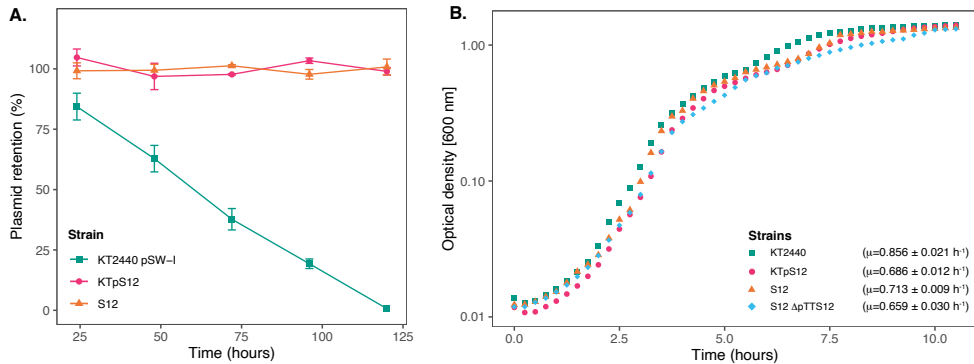 A.
Plasmid retention (%)
100
75
50
25
0
Strain
KT2440 pSW-I
KTpS12
S12
25
50
75
100
125
Time (hours)
B.
Optical density [600 nm]
1.00
0.10
0.01
Strains
KT2440 (μ=0.856 ± 0.021 h⁻¹)
KTpS12 (μ=0.686 ± 0.012 h⁻¹)
S12 (μ=0.713 ± 0.009 h⁻¹)
S12 ΔpTTS12 (μ=0.659 ± 0.030 h⁻¹)
0.0
2.5
5.0
7.5
10.0
Time (hours)